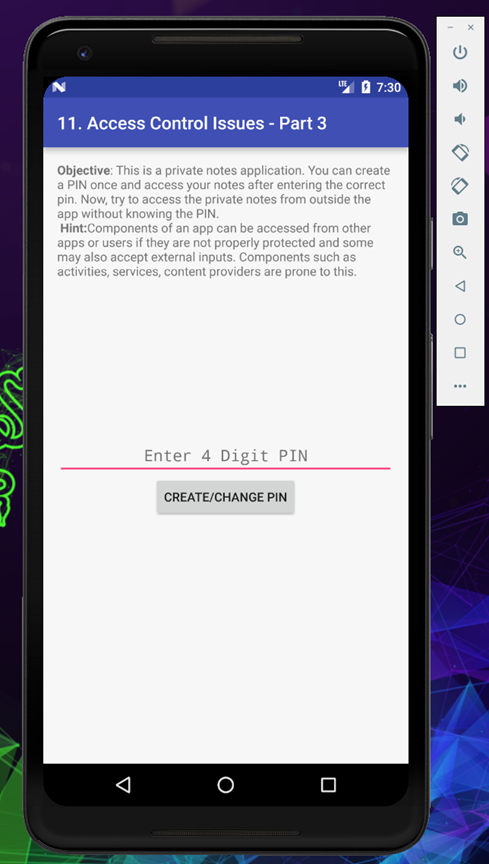 LTE 7:30
11. Access Control Issues - Part 3
Objective: This is a private notes application. You can create
a PIN once and access your notes after entering the correct
pin. Now, try to access the private notes from outside the
app without knowing the PIN.
Hint:Components of an app can be accessed from other
apps or users if they are not properly protected and some
may also accept external inputs. Components such as
activities, services, content providers are prone to this.
Enter 4 Digit PIN
CREATE/CHANGE PIN